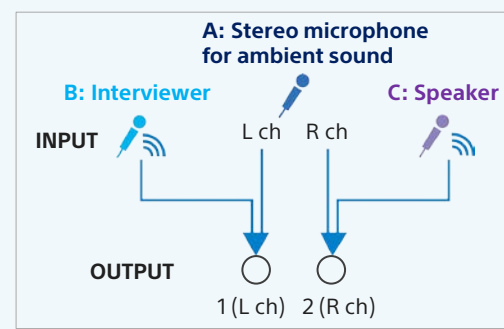 A: Stereo microphone
for ambient sound
B: Interviewer
C: Speaker
INPUT
L ch
R ch
OUTPUT
1 (L ch)
2 (R ch)